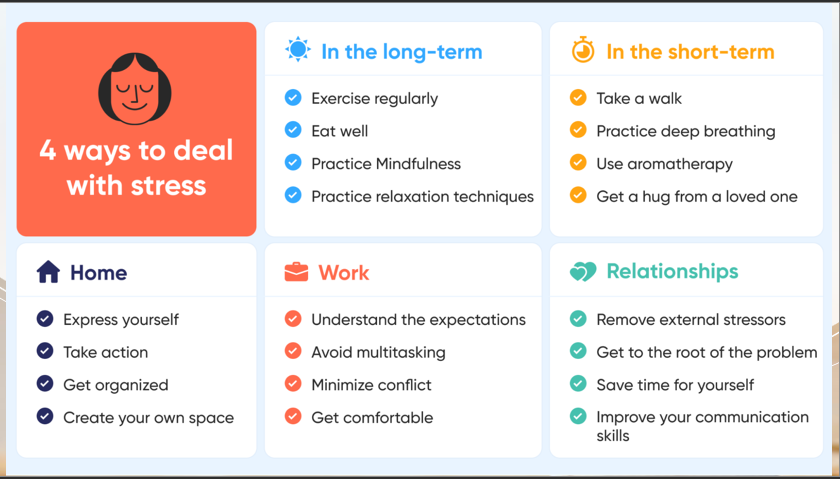 4 ways to deal
with stress
In the long-term
Exercise regularly
Eat well
Practice Mindfulness
Practice relaxation techniques
In the short-term
Take a walk
Practice deep breathing
Use aromatherapy
Get a hug from a loved one
Home
Express yourself
Take action
Get organized
Create your own space
Work
Understand the expectations
Avoid multitasking
Minimize conflict
Get comfortable
Relationships
Remove external stressors
Get to the root of the problem
Save time for yourself
Improve your communication
skills